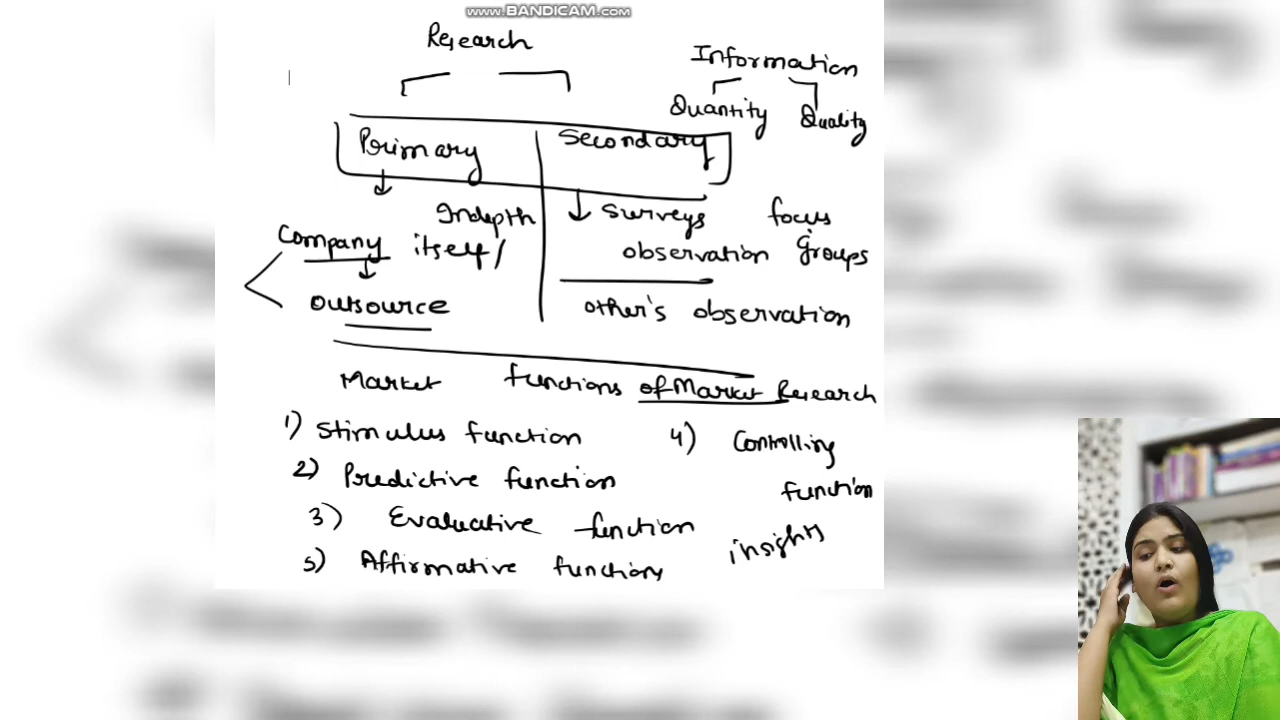 www.BANDICAM.com
Research
Information
Quantity Quality
Primary Secondary
Indepth surveys focus
Company itself/ observation groups
outsource other's observation
Market functions of Market Research
1) stimulus function 4) Controlling
2) Predictive function function
3) Evaluative function insights
5) Affirmative functions